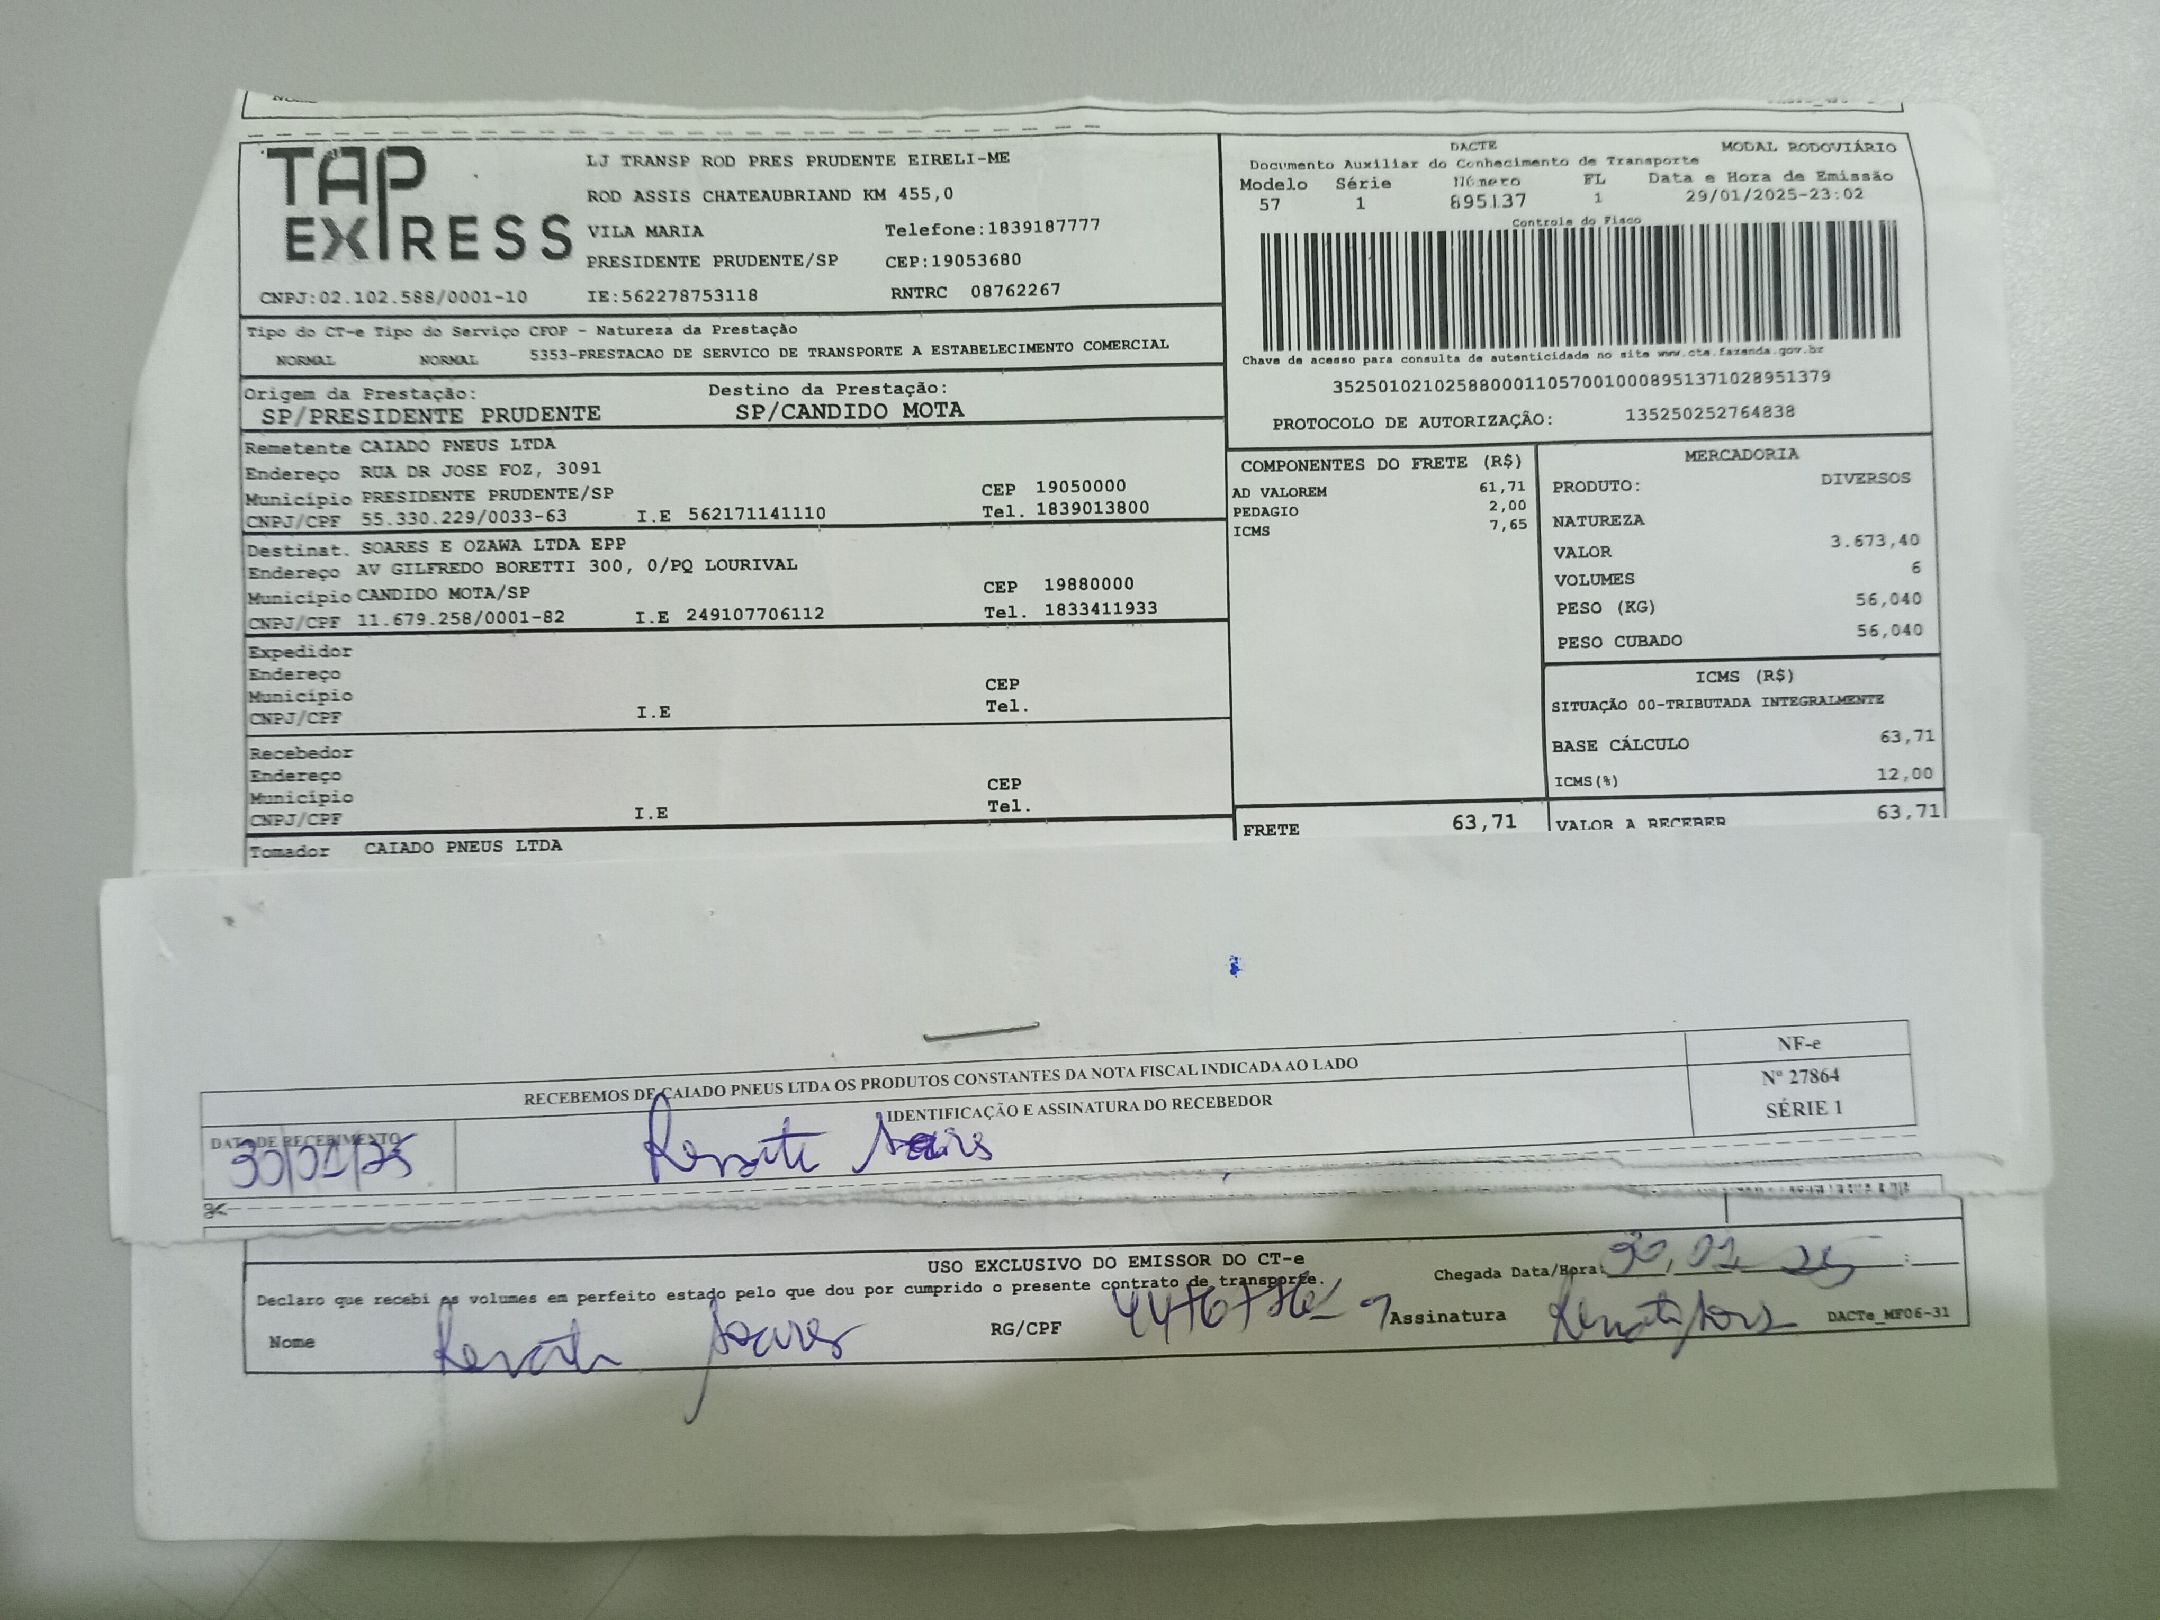 TAP EXPRESS
LJ TRANSP ROD PRES PRUDENTE EIRELI-ME
ROD ASSIS CHATEAUBRIAND KM 455,0
VILA MARIA Telefone:1839187777
PRESIDENTE PRUDENTE/SP CEP:19053680
CNPJ:02.102.588/0001-10 IE:562278753118 RNTRC 08762267
DACTE MODAL RODOVIÁRIO
Documento Auxiliar do Conhecimento de Transporte
Modelo Série Número FL Data e Hora de Emissão
57 1 895137 1 29/01/2025-23:02
Controle do Fisco
Chave de acesso para consulta de autenticidade no site www.cte.fazenda.gov.br
35250102102588000110570010008951371028951379
PROTOCOLO DE AUTORIZAÇÃO: 135250252764838
Tipo do CT-e Tipo do Serviço CFOP - Natureza da Prestação
NORMAL NORMAL 5353-PRESTACAO DE SERVICO DE TRANSPORTE A ESTABELECIMENTO COMERCIAL
Origem da Prestação: Destino da Prestação:
SP/PRESIDENTE PRUDENTE SP/CANDIDO MOTA
Remetente CAIADO PNEUS LTDA
Endereço RUA DR JOSE FOZ, 3091
Município PRESIDENTE PRUDENTE/SP CEP 19050000
CNPJ/CPF 55.330.229/0033-63 I.E 562171141110 Tel. 1839013800
Destinat. SOARES E OZAWA LTDA EPP
Endereço AV GILFREDO BORETTI 300, 0/PQ LOURIVAL
Município CANDIDO MOTA/SP CEP 19880000
CNPJ/CPF 11.679.258/0001-82 I.E 249107706112 Tel. 1833411933
Expedidor
Endereço
Município CEP
CNPJ/CPF I.E Tel.
Recebedor
Endereço
Município CEP
CNPJ/CPF I.E Tel.
Tomador CAIADO PNEUS LTDA
COMPONENTES DO FRETE (R$)
AD VALOREM 61,71
PEDAGIO 2,00
ICMS 7,65
FRETE 63,71
MERCADORIA
PRODUTO: DIVERSOS
NATUREZA
VALOR 3.673,40
VOLUMES 6
PESO (KG) 56,040
PESO CUBADO 56,040
ICMS (R$)
SITUAÇÃO 00-TRIBUTADA INTEGRALMENTE
BASE CÁLCULO 63,71
ICMS(%) 12,00
VALOR A RECEBER 63,71
RECEBEMOS DE CAIADO PNEUS LTDA OS PRODUTOS CONSTANTES DA NOTA FISCAL INDICADA AO LADO
NF-e
Nº 27864
SÉRIE 1
DATA DE RECEBIMENTO IDENTIFICAÇÃO E ASSINATURA DO RECEBEDOR
30/01/25 Renata Soares
USO EXCLUSIVO DO EMISSOR DO CT-e
Declaro que recebi os volumes em perfeito estado pelo que dou por cumprido o presente contrato de transporte.
Chegada Data/Hora: 30/01 25 :
Nome Renata Soares RG/CPF Assinatura Renata Soares DACTe_MF06-31